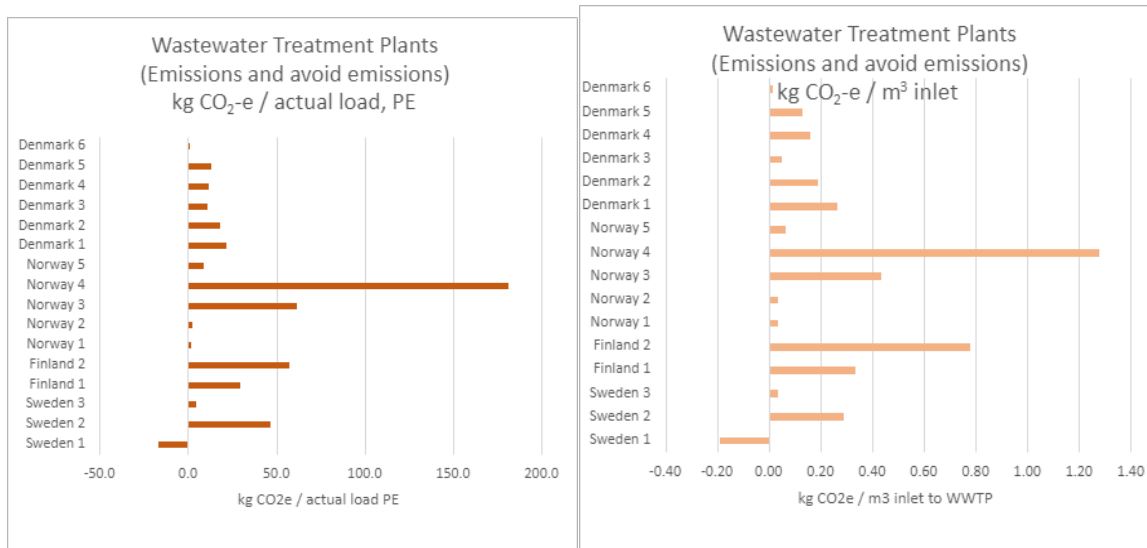 Wastewater Treatment Plants
(Emissions and avoid emissions)
kg CO₂-e / actual load, PE
Denmark 6
Denmark 5
Denmark 4
Denmark 3
Denmark 2
Denmark 1
Norway 5
Norway 4
Norway 3
Norway 2
Norway 1
Finland 2
Finland 1
Sweden 3
Sweden 2
Sweden 1
-50.0 0.0 50.0 100.0 150.0 200.0
kg CO2e / actual load PE
Wastewater Treatment Plants
(Emissions and avoid emissions)
kg CO₂-e / m³ inlet
Denmark 6
Denmark 5
Denmark 4
Denmark 3
Denmark 2
Denmark 1
Norway 5
Norway 4
Norway 3
Norway 2
Norway 1
Finland 2
Finland 1
Sweden 3
Sweden 2
Sweden 1
-0.40 -0.20 0.00 0.20 0.40 0.60 0.80 1.00 1.20 1.40
kg CO2e / m3 inlet to WWTP